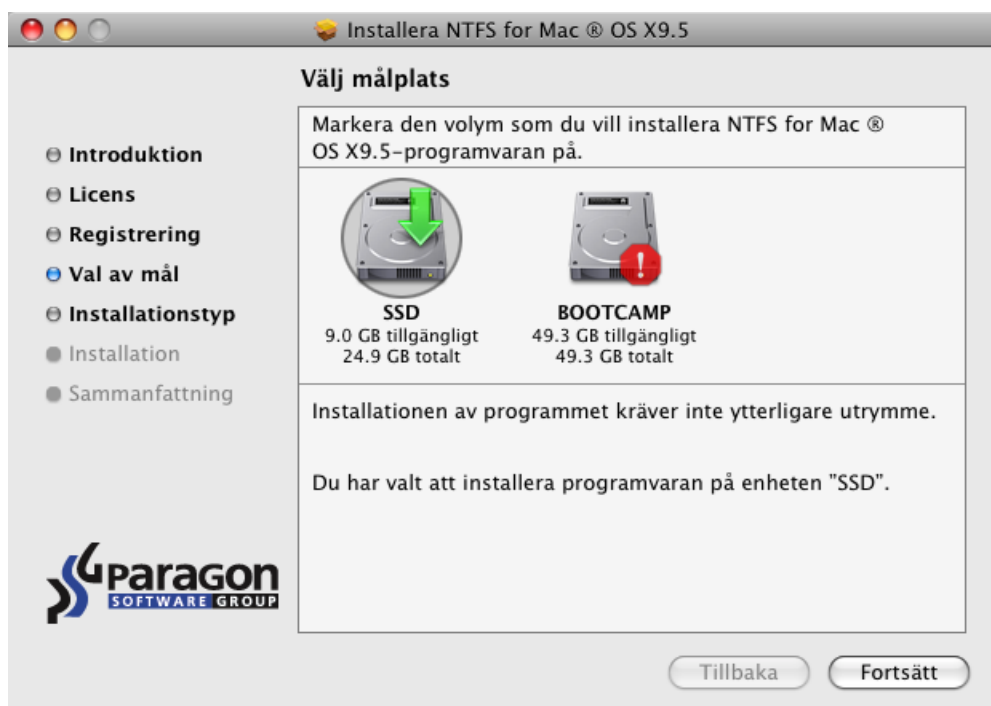 Installera NTFS for Mac ® OS X9.5
Välj målplats
Introduktion
Licens
Registrering
Val av mål
Installationstyp
Installation
Sammanfattning
Markera den volym som du vill installera NTFS for Mac ®
OS X9.5-programvaran på.
SSD
9.0 GB tillgängligt
24.9 GB totalt
BOOTCAMP
49.3 GB tillgängligt
49.3 GB totalt
Installationen av programmet kräver inte ytterligare utrymme.
Du har valt att installera programvaran på enheten ”SSD”.
Paragon
SOFTWARE GROUP
Tillbaka
Fortsätt